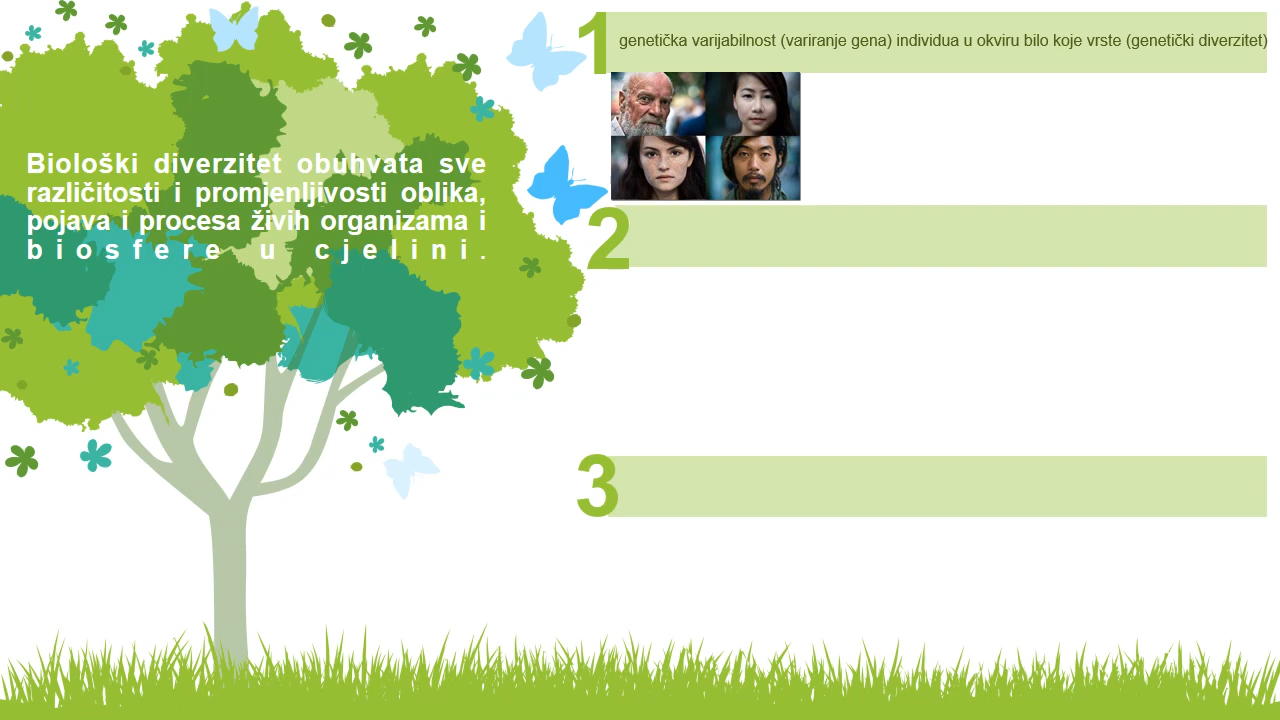 Biološki diverzitet obuhvata sve
različitosti i promjenljivosti oblika,
pojava i procesa živih organizama i
biosfere u cjelini.
1
genetička varijabilnost (variranje gena) individua u okviru bilo koje vrste (genetički diverzitet)
2
3